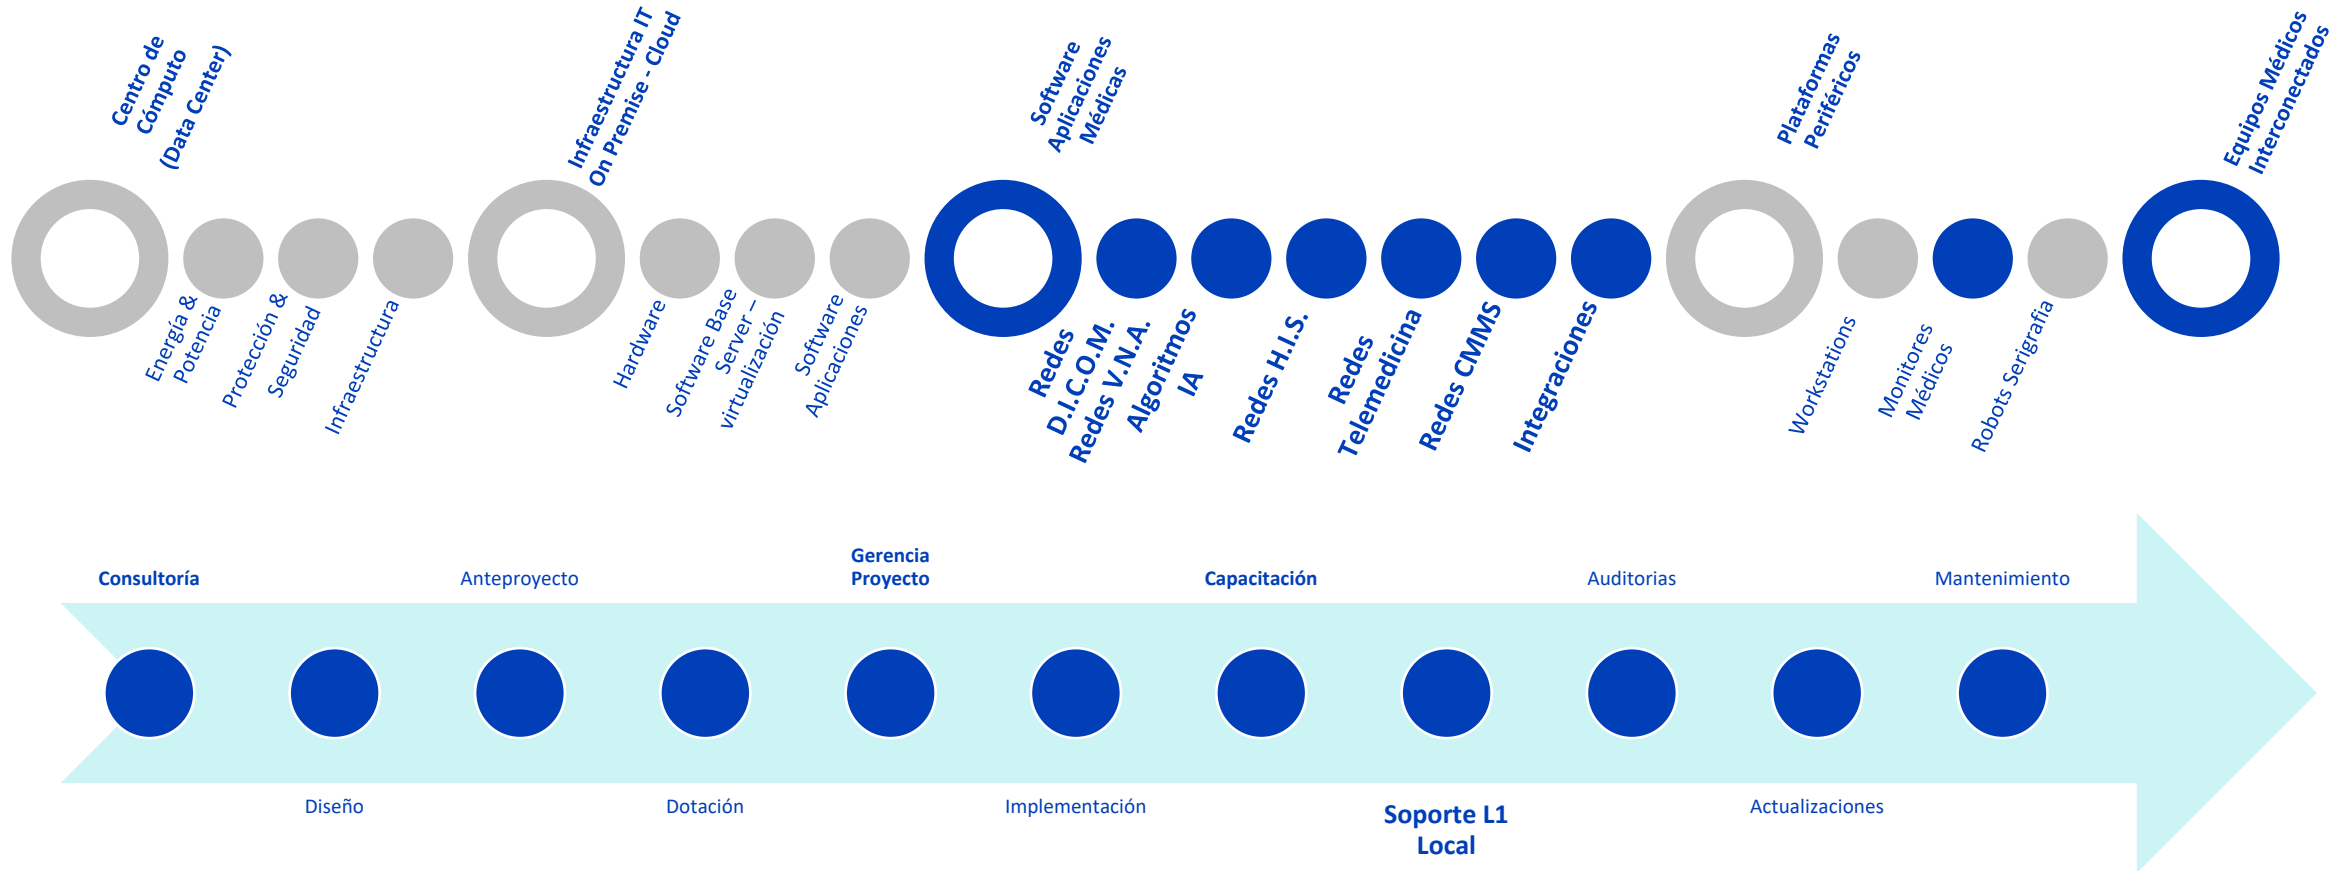 Centro de
Cómputo
(Data Center)
Energía &
Potencia
Protección &
Seguridad
Infraestructura
Infraestructura IT
On Premise - Cloud
Hardware
Software Base
Server –
virtualización
Software
Aplicaciones
Software
Aplicaciones
Médicas
Redes
D.I.C.O.M.
Redes V.N.A.
Algoritmos
IA
Redes H.I.S.
Redes
Telemedicina
Redes CMMS
Integraciones
Plataformas
Periféricos
Workstations
Monitores
Médicos
Robots Serigrafia
Equipos Médicos
Interconectados
Consultoría
Diseño
Anteproyecto
Dotación
Gerencia
Proyecto
Implementación
Capacitación
Soporte L1
Local
Auditorias
Actualizaciones
Mantenimiento